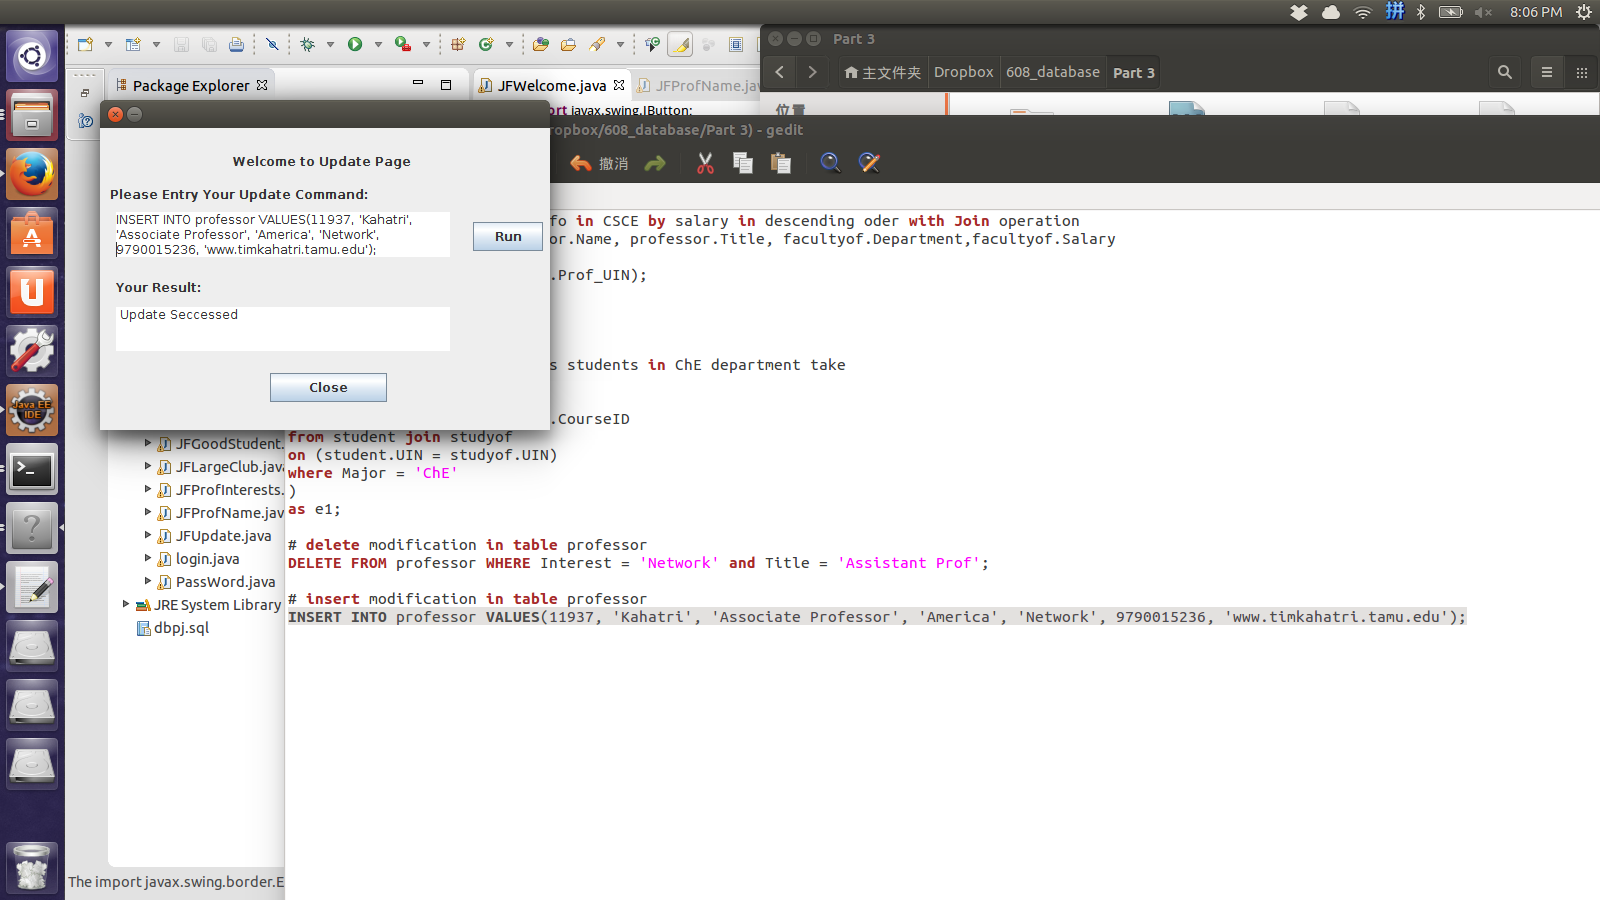 8:06 PM
拼
Part 3
主文件夹 Dropbox 608_database Part 3
位置
Package Explorer
JFWelcome.java
JFProfName.jav
ort javax.swing.JButton;
ropbox/608_database/Part 3) - gedit
撤消
Welcome to Update Page
Please Entry Your Update Command:
INSERT INTO professor VALUES(11937, 'Kahatri',
'Associate Professor', 'America', 'Network',
9790015236, 'www.timkahatri.tamu.edu');
Run
Your Result:
Update Seccessed
Close
fo in CSCE by salary in descending oder with Join operation
or.Name, professor.Title, facultyof.Department,facultyof.Salary
.Prof_UIN);
s students in ChE department take
.CourseID
from student join studyof
on (student.UIN = studyof.UIN)
where Major = 'ChE'
)
as e1;
# delete modification in table professor
DELETE FROM professor WHERE Interest = 'Network' and Title = 'Assistant Prof';
# insert modification in table professor
INSERT INTO professor VALUES(11937, 'Kahatri', 'Associate Professor', 'America', 'Network', 9790015236, 'www.timkahatri.tamu.edu');
JFGoodStudent.
JFLargeClub.java
JFProfInterests.
JFProfName.jav
JFUpdate.java
login.java
PassWord.java
JRE System Library
dbpj.sql
Java EE
IDE
The import javax.swing.border.E